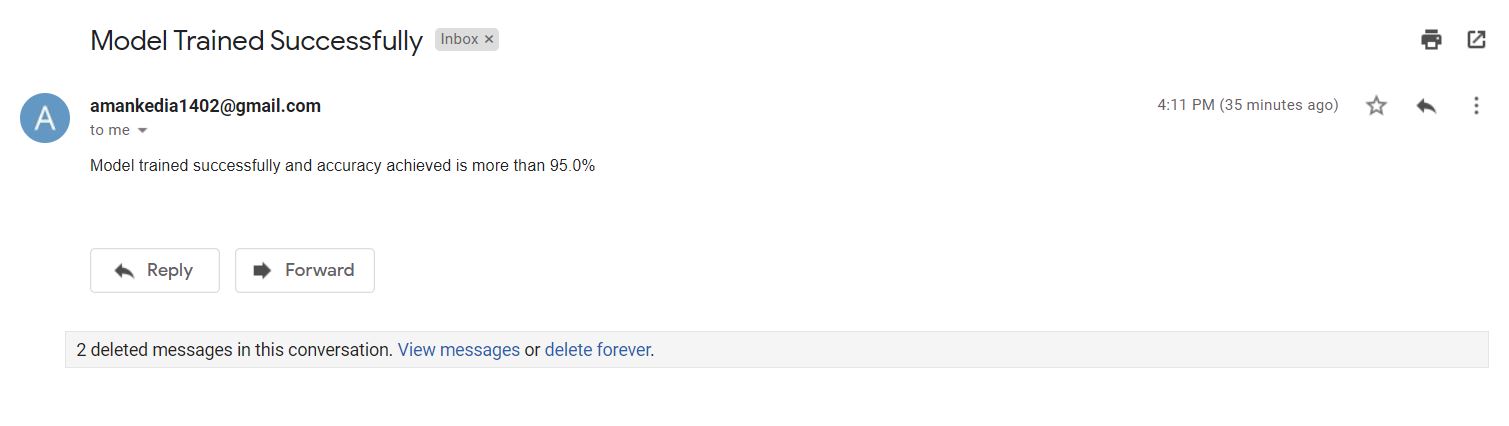 Model Trained Successfully Inbox ×
A
amankedia1402@gmail.com 4:11 PM (35 minutes ago)
to me
Model trained successfully and accuracy achieved is more than 95.0%
Reply Forward
2 deleted messages in this conversation. View messages or delete forever.